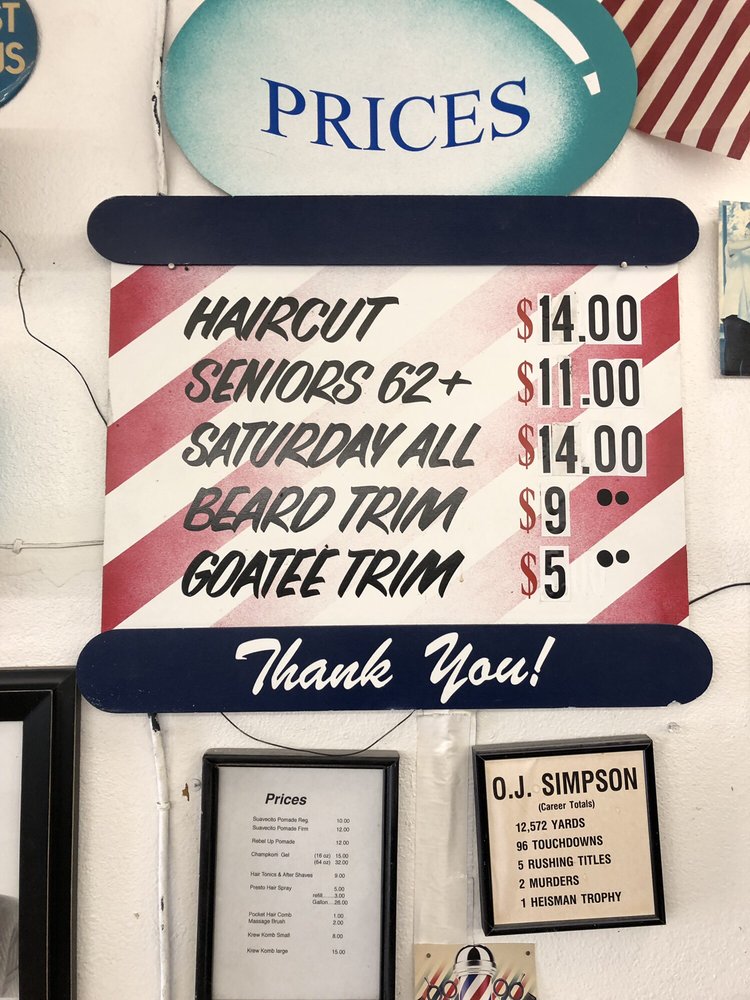 ST
US
PRICES
HAIRCUT $14.00
SENIORS 62+ $11.00
SATURDAY ALL $14.00
BEARD TRIM $9 ••
GOATEE TRIM $5 ••
Thank You!
Prices
Suavecito Pomade Reg. 10.00
Suavecito Pomade Firm 12.00
Rebel Up Pomade 12.00
Champkom Gel (16 oz) 15.00
(64 oz) 32.00
Hair Tonics & After Shaves 9.00
Presto Hair Spray 5.00
refill.......3.00
Gallon....26.00
Pocket Hair Comb 1.00
Massage Brush 2.00
Krew Komb Small 8.00
Krew Komb large 15.00
O.J. SIMPSON
(Career Totals)
12,572 YARDS
96 TOUCHDOWNS
5 RUSHING TITLES
2 MURDERS
1 HEISMAN TROPHY